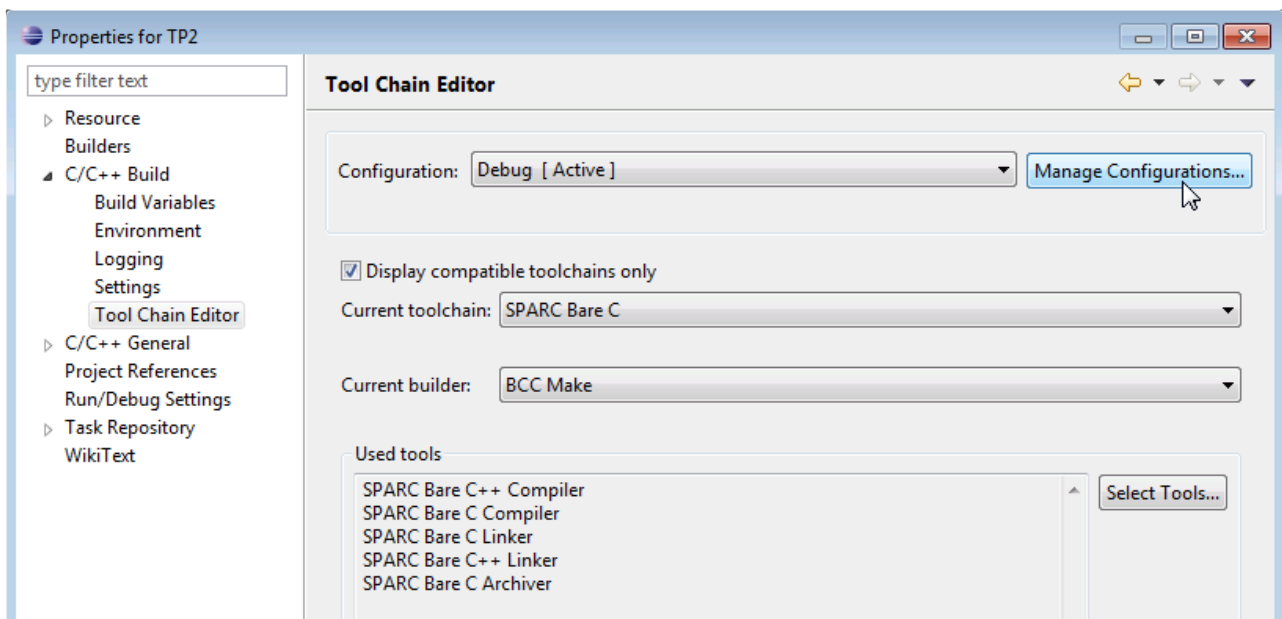 Properties for TP2
type filter text
Resource
Builders
C/C++ Build
Build Variables
Environment
Logging
Settings
Tool Chain Editor
C/C++ General
Project References
Run/Debug Settings
Task Repository
WikiText
Tool Chain Editor
Configuration: Debug [ Active ] Manage Configurations...
Display compatible toolchains only
Current toolchain: SPARC Bare C
Current builder: BCC Make
Used tools
SPARC Bare C++ Compiler
SPARC Bare C Compiler
SPARC Bare C Linker
SPARC Bare C++ Linker
SPARC Bare C Archiver
Select Tools...